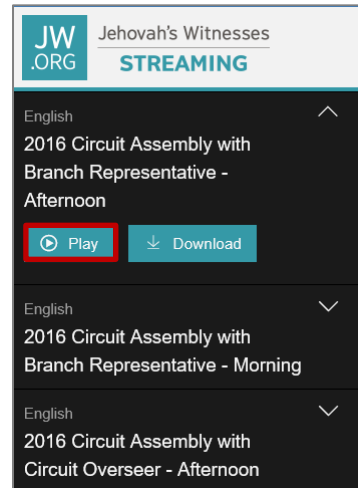 JW
.ORG
Jehovah's Witnesses
STREAMING
English
2016 Circuit Assembly with
Branch Representative -
Afternoon
Play
Download
English
2016 Circuit Assembly with
Branch Representative - Morning
English
2016 Circuit Assembly with
Circuit Overseer - Afternoon